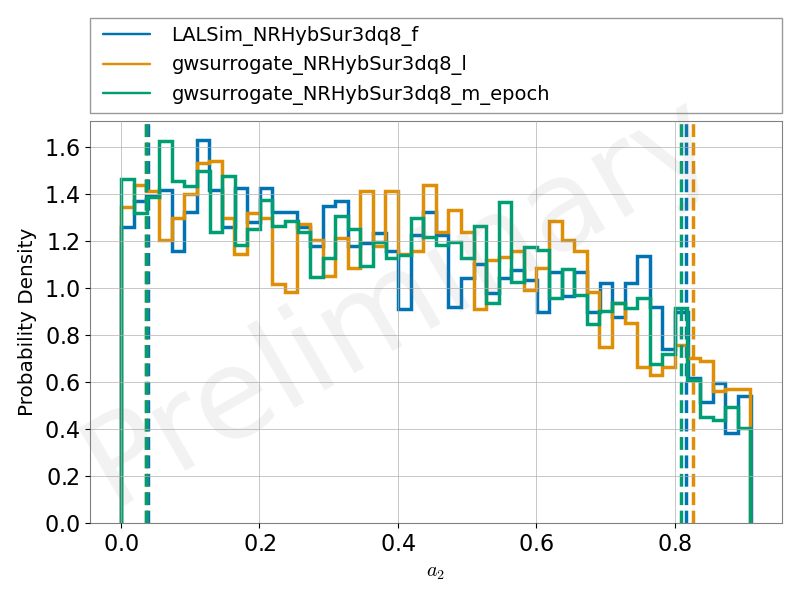 LALSim_NRHybSur3dq8_f
gwsurrogate_NRHybSur3dq8_l
gwsurrogate_NRHybSur3dq8_m_epoch
Preliminary
Probability Density
1.6
1.4
1.2
1.0
0.8
0.6
0.4
0.2
0.0
0.0 0.2 0.4 0.6 0.8
a₂